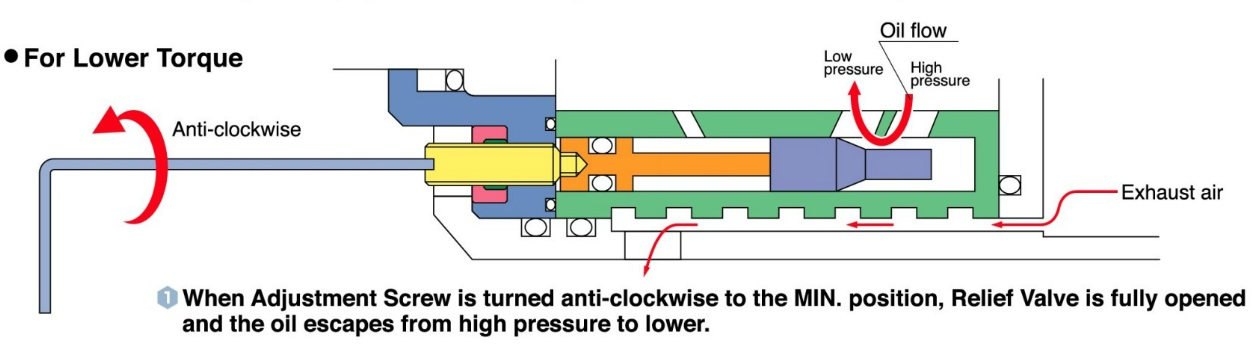 Oil flow
● For Lower Torque
Low
pressure
High
pressure
Anti-clockwise
Exhaust air
1 When Adjustment Screw is turned anti-clockwise to the MIN. position, Relief Valve is fully opened
and the oil escapes from high pressure to lower.